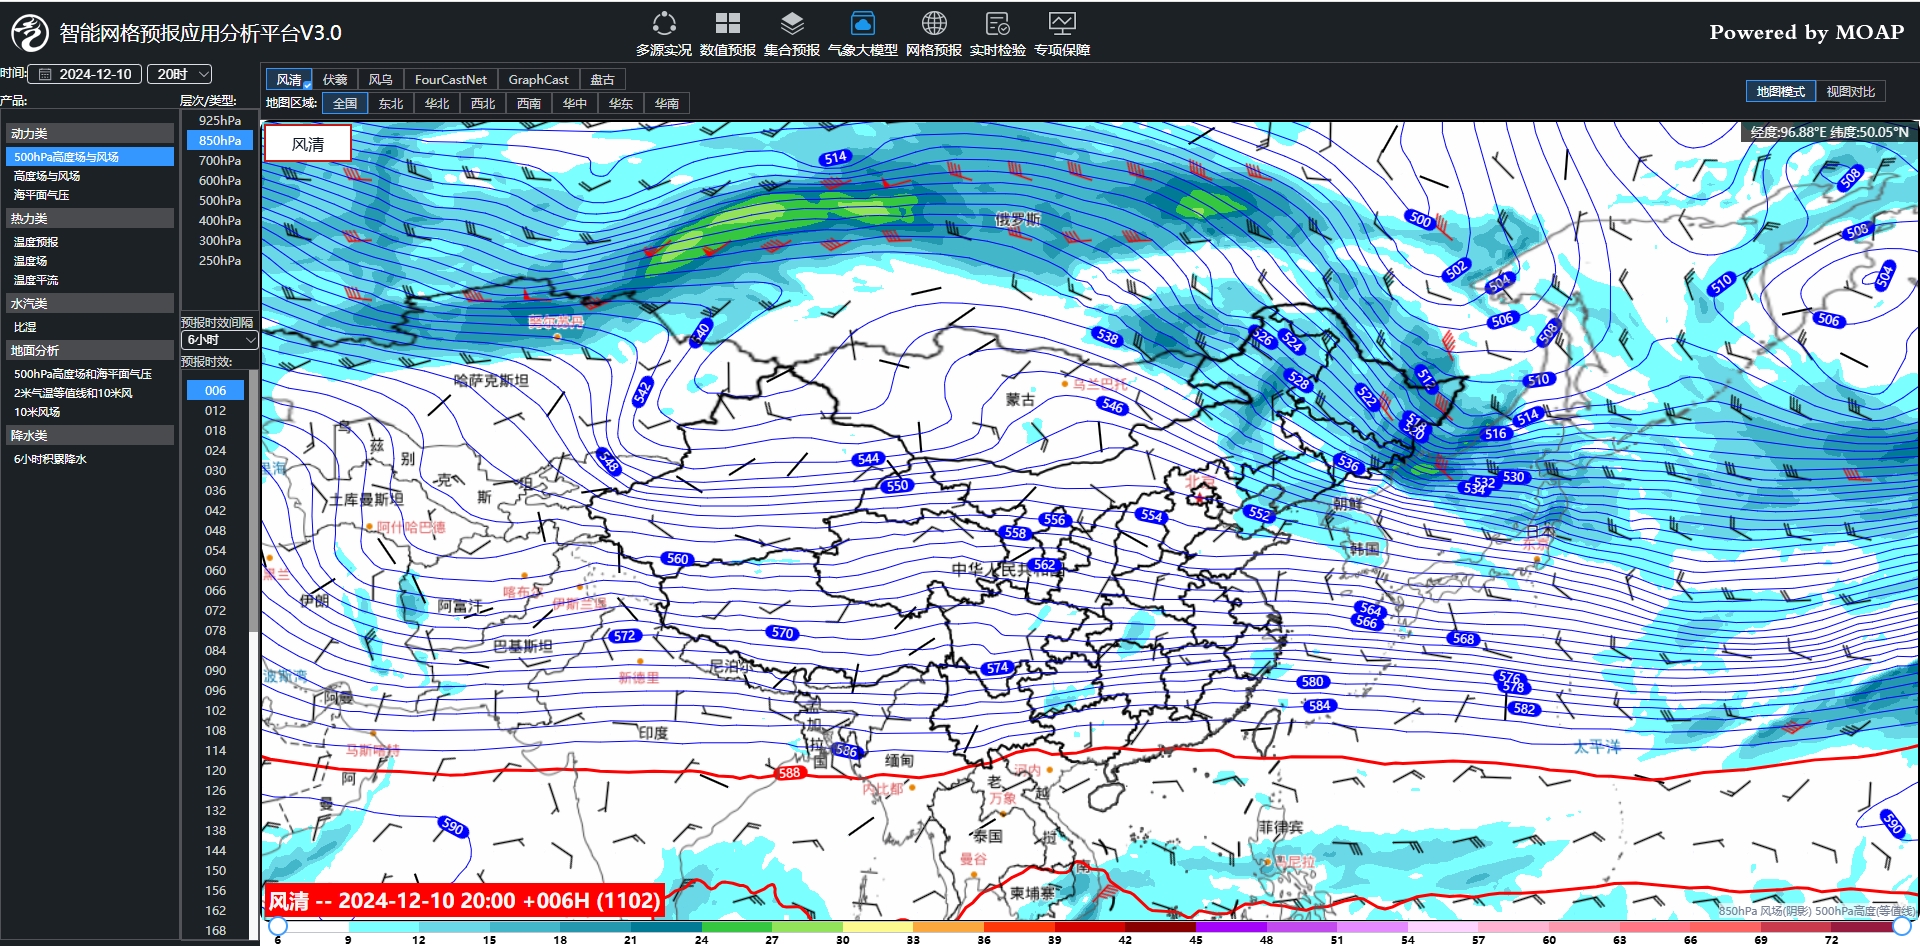 智能网格预报应用分析平台V3.0
多源实况 数值预报 集合预报 气象大模型 网格预报 实时检验 专项保障
Powered by MOAP
时间: 2024-12-10 20时
风清 伏羲 风乌 FourCastNet GraphCast 盘古
地图区域: 全国 东北 华北 西北 西南 华中 华东 华南
地图模式 视图对比
产品:
动力类
500hPa高度场与风场
高度场与风场
海平面气压
热力类
温度预报
温度场
温度平流
水汽类
比湿
地面分析
500hPa高度场和海平面气压
2米气温等值线和10米风
10米风场
降水类
6小时积累降水
层次/类型:
925hPa
850hPa
700hPa
600hPa
500hPa
400hPa
300hPa
250hPa
预报时效间隔
6小时
预报时效:
006
012
018
024
030
036
042
048
054
060
066
072
078
084
090
096
102
108
114
120
126
132
138
144
150
156
162
168
风清
经度:96.88°E 纬度:50.05°N
514
508
500
508
俄罗斯
502
504
510
504
506
508
506
540
538
526
524
哈萨克斯坦
542
蒙古
乌兰巴托
546
528
522
512
510
514
516
乌
兹
别
克
斯
坦
548
544
550
536
530
532
534
土库曼斯坦
阿什哈巴德
北京
朝鲜
552
554
556
558
560
562
韩国
日本
东京
中华人民共和国
喀布尔
伊斯兰堡
伊朗
阿富汗
巴基斯坦
572
570
564
566
568
新德里
尼泊尔
574
576
578
580
582
584
波斯湾
阿曼
马斯喀特
阿
曼
印度
孟
加
拉
国
586
缅甸
588
太平洋
内比都
河内
老
越
万象
泰国
曼谷
南
柬埔寨
菲律宾
马尼拉
590
590
风清 -- 2024-12-10 20:00 +006H (1102)
850hPa 风场(阴影) 500hPa高度(等值线)
6 9 12 15 18 21 24 27 30 33 36 39 42 45 48 51 54 57 60 63 66 69 72